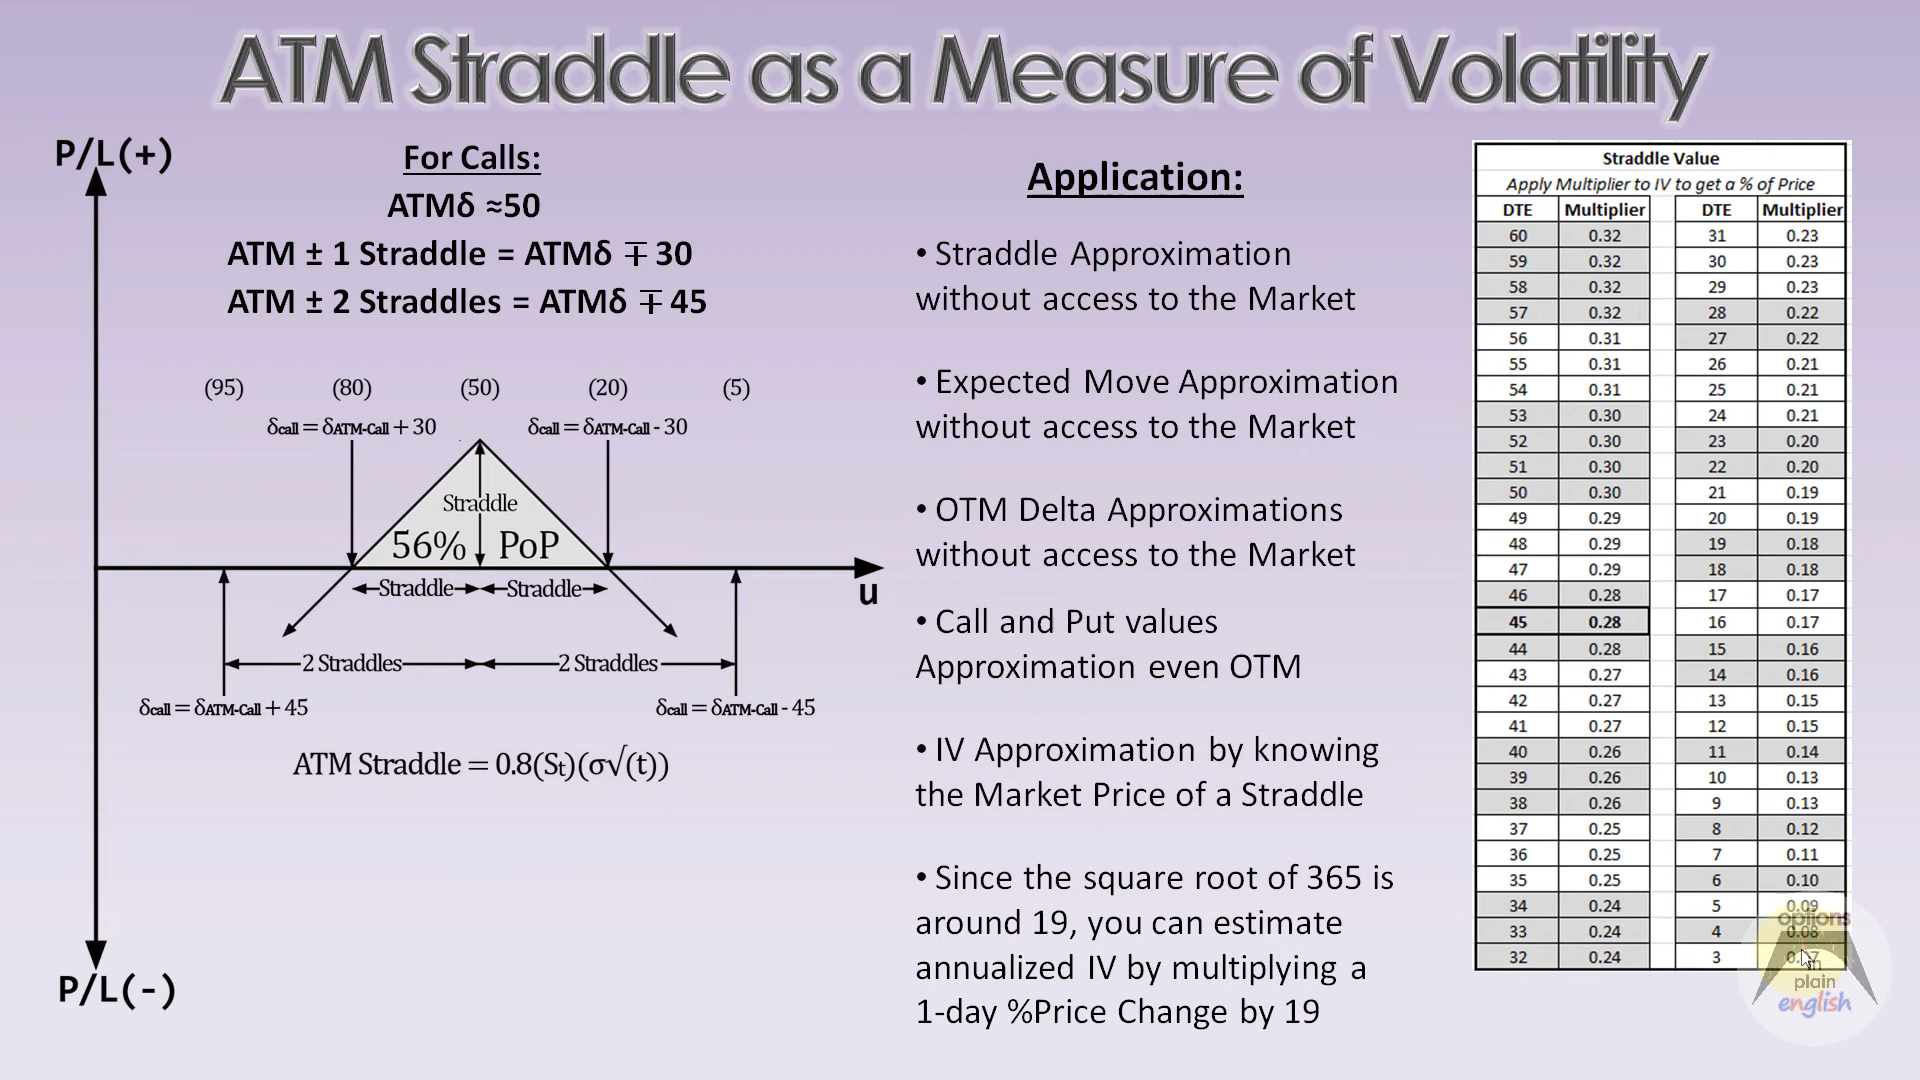 ATM Straddle as a Measure of Volatility
P/L(+)
For Calls:
ATMδ ≈50
ATM ± 1 Straddle = ATMδ ∓ 30
ATM ± 2 Straddles = ATMδ ∓ 45
(95) (80) (50) (20) (5)
δcall = δATM-Call + 30 δcall = δATM-Call - 30
Straddle
56% PoP
Straddle Straddle
u
2 Straddles 2 Straddles
δcall = δATM-Call + 45 δcall = δATM-Call - 45
ATM Straddle = 0.8(St)(σ√(t))
P/L(-)
Application:
• Straddle Approximation
without access to the Market
• Expected Move Approximation
without access to the Market
• OTM Delta Approximations
without access to the Market
• Call and Put values
Approximation even OTM
• IV Approximation by knowing
the Market Price of a Straddle
• Since the square root of 365 is
around 19, you can estimate
annualized IV by multiplying a
1-day %Price Change by 19
Straddle Value
Apply Multiplier to IV to get a % of Price
DTE Multiplier DTE Multiplier
60 0.32 31 0.23
59 0.32 30 0.23
58 0.32 29 0.23
57 0.32 28 0.22
56 0.31 27 0.22
55 0.31 26 0.21
54 0.31 25 0.21
53 0.30 24 0.21
52 0.30 23 0.20
51 0.30 22 0.20
50 0.30 21 0.19
49 0.29 20 0.19
48 0.29 19 0.18
47 0.29 18 0.18
46 0.28 17 0.17
45 0.28 16 0.17
44 0.28 15 0.16
43 0.27 14 0.16
42 0.27 13 0.15
41 0.27 12 0.15
40 0.26 11 0.14
39 0.26 10 0.13
38 0.26 9 0.13
37 0.25 8 0.12
36 0.25 7 0.11
35 0.25 6 0.10
34 0.24 5 0.09
33 0.24 4 0.08
32 0.24 3
options
in
plain
english